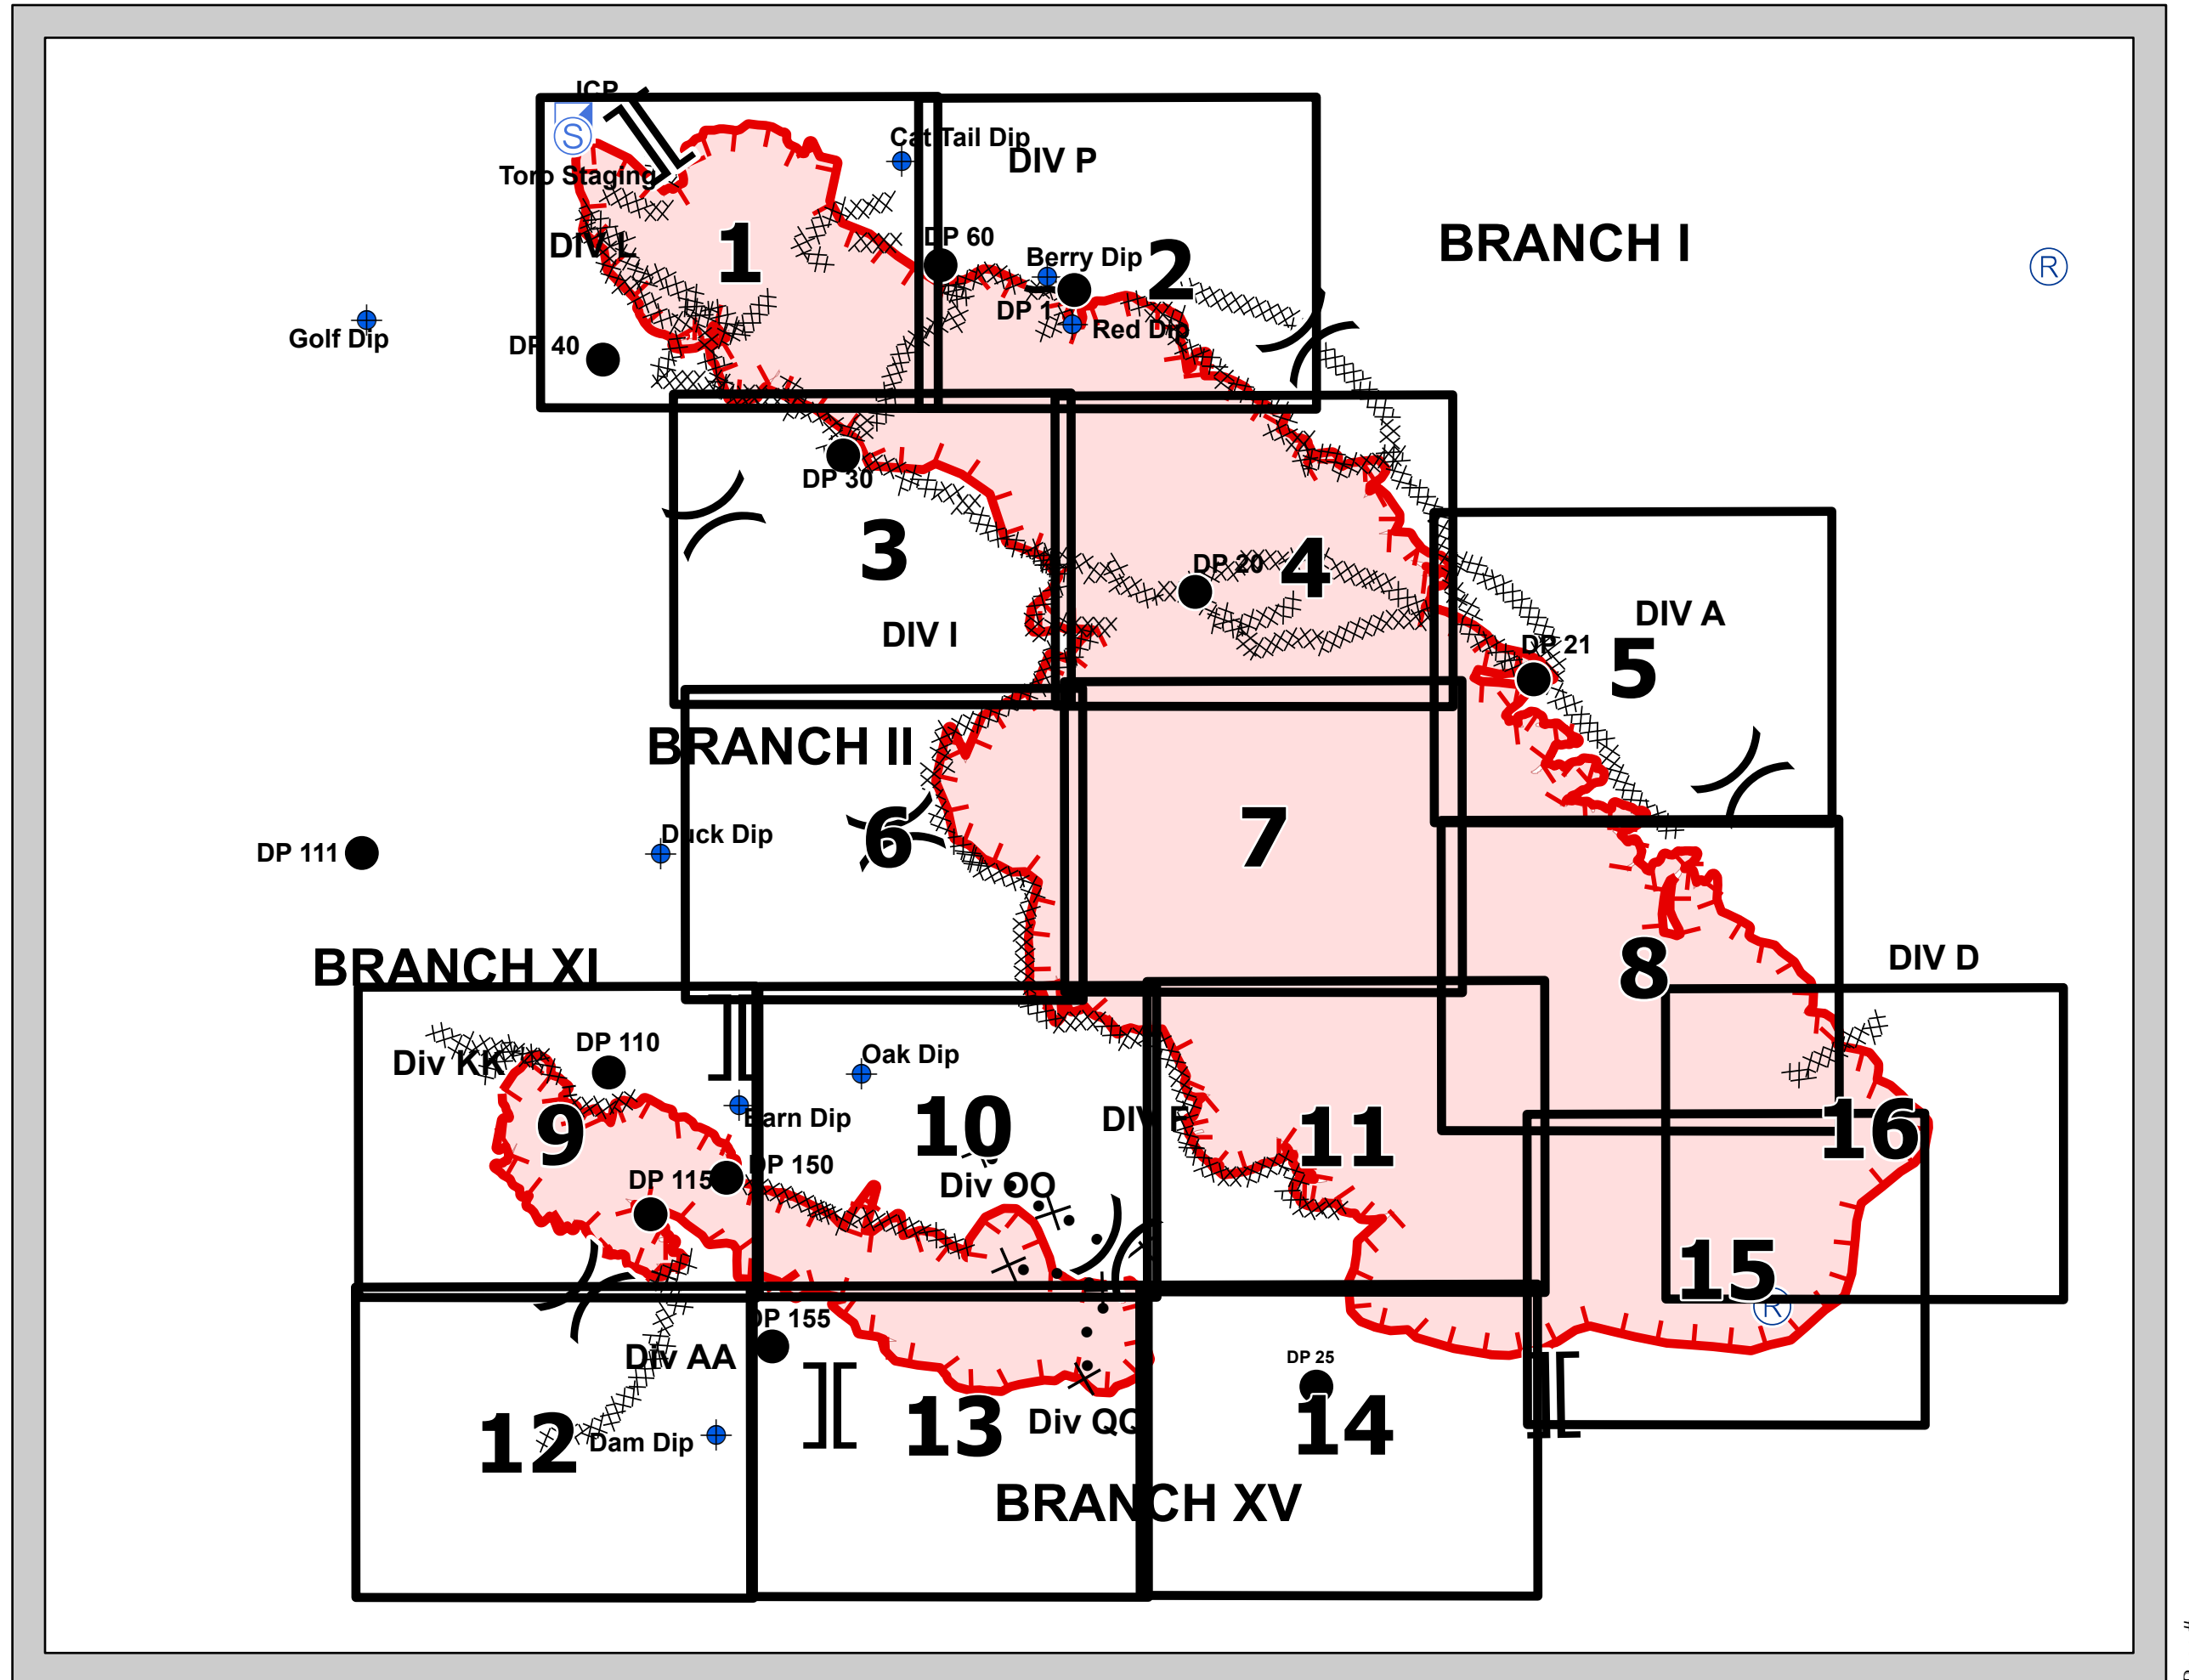 ICP
S
Cat Tail Dip
DIV P
Toro Staging
DIV L
1
DP 60
BRANCH I
Berry Dip
2
R
DP 1
Red Dip
Golf Dip
DP 40
DP 30
3
DP 20
4
DIV A
DIV I
DP 21
5
BRANCH II
Duck Dip
6
7
DP 111
BRANCH XI
8
DIV D
DP 110
Oak Dip
Div KK
Barn Dip
9
10
DIV F
11
16
DP 150
DP 115
Div OO
15
R
DP 155
Div AA
DP 25
12
Dam Dip
13
Div QQ
14
BRANCH XV